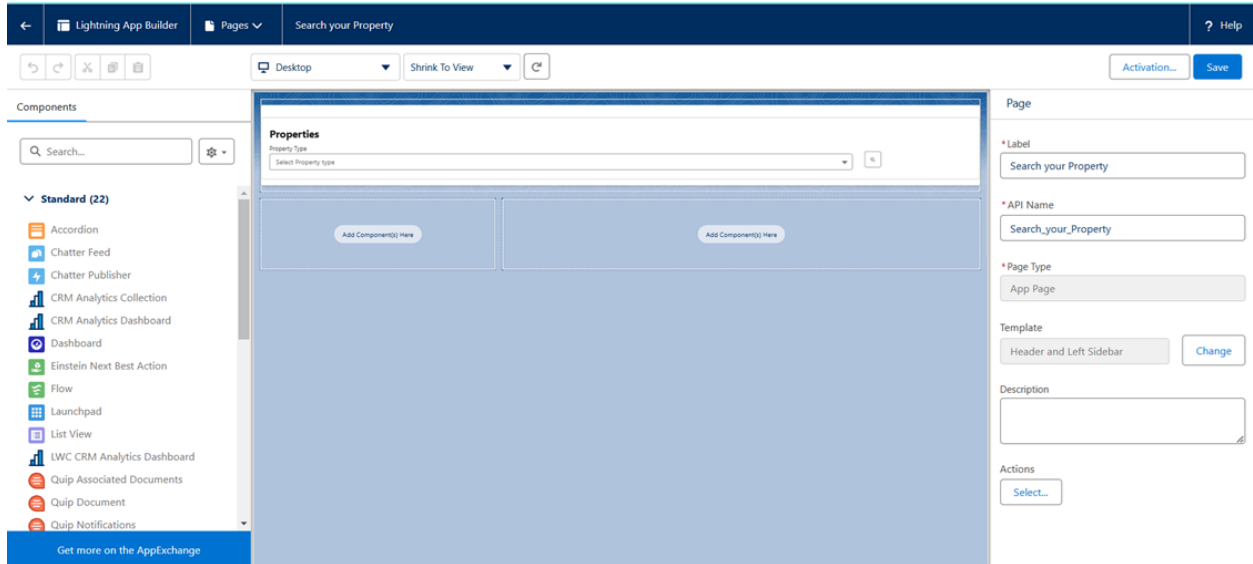 Lightning App Builder
Pages
Search your Property
? Help
Desktop
Shrink To View
Activation...
Save
Components
Search...
Standard (22)
Accordion
Chatter Feed
Chatter Publisher
CRM Analytics Collection
CRM Analytics Dashboard
Dashboard
Einstein Next Best Action
Flow
Launchpad
List View
LWC CRM Analytics Dashboard
Quip Associated Documents
Quip Document
Quip Notifications
Get more on the AppExchange
Properties
Property Type
Select Property type
Add Component(s) Here
Add Component(s) Here
Page
*Label
Search your Property
*API Name
Search_your_Property
*Page Type
App Page
Template
Header and Left Sidebar
Change
Description
Actions
Select...